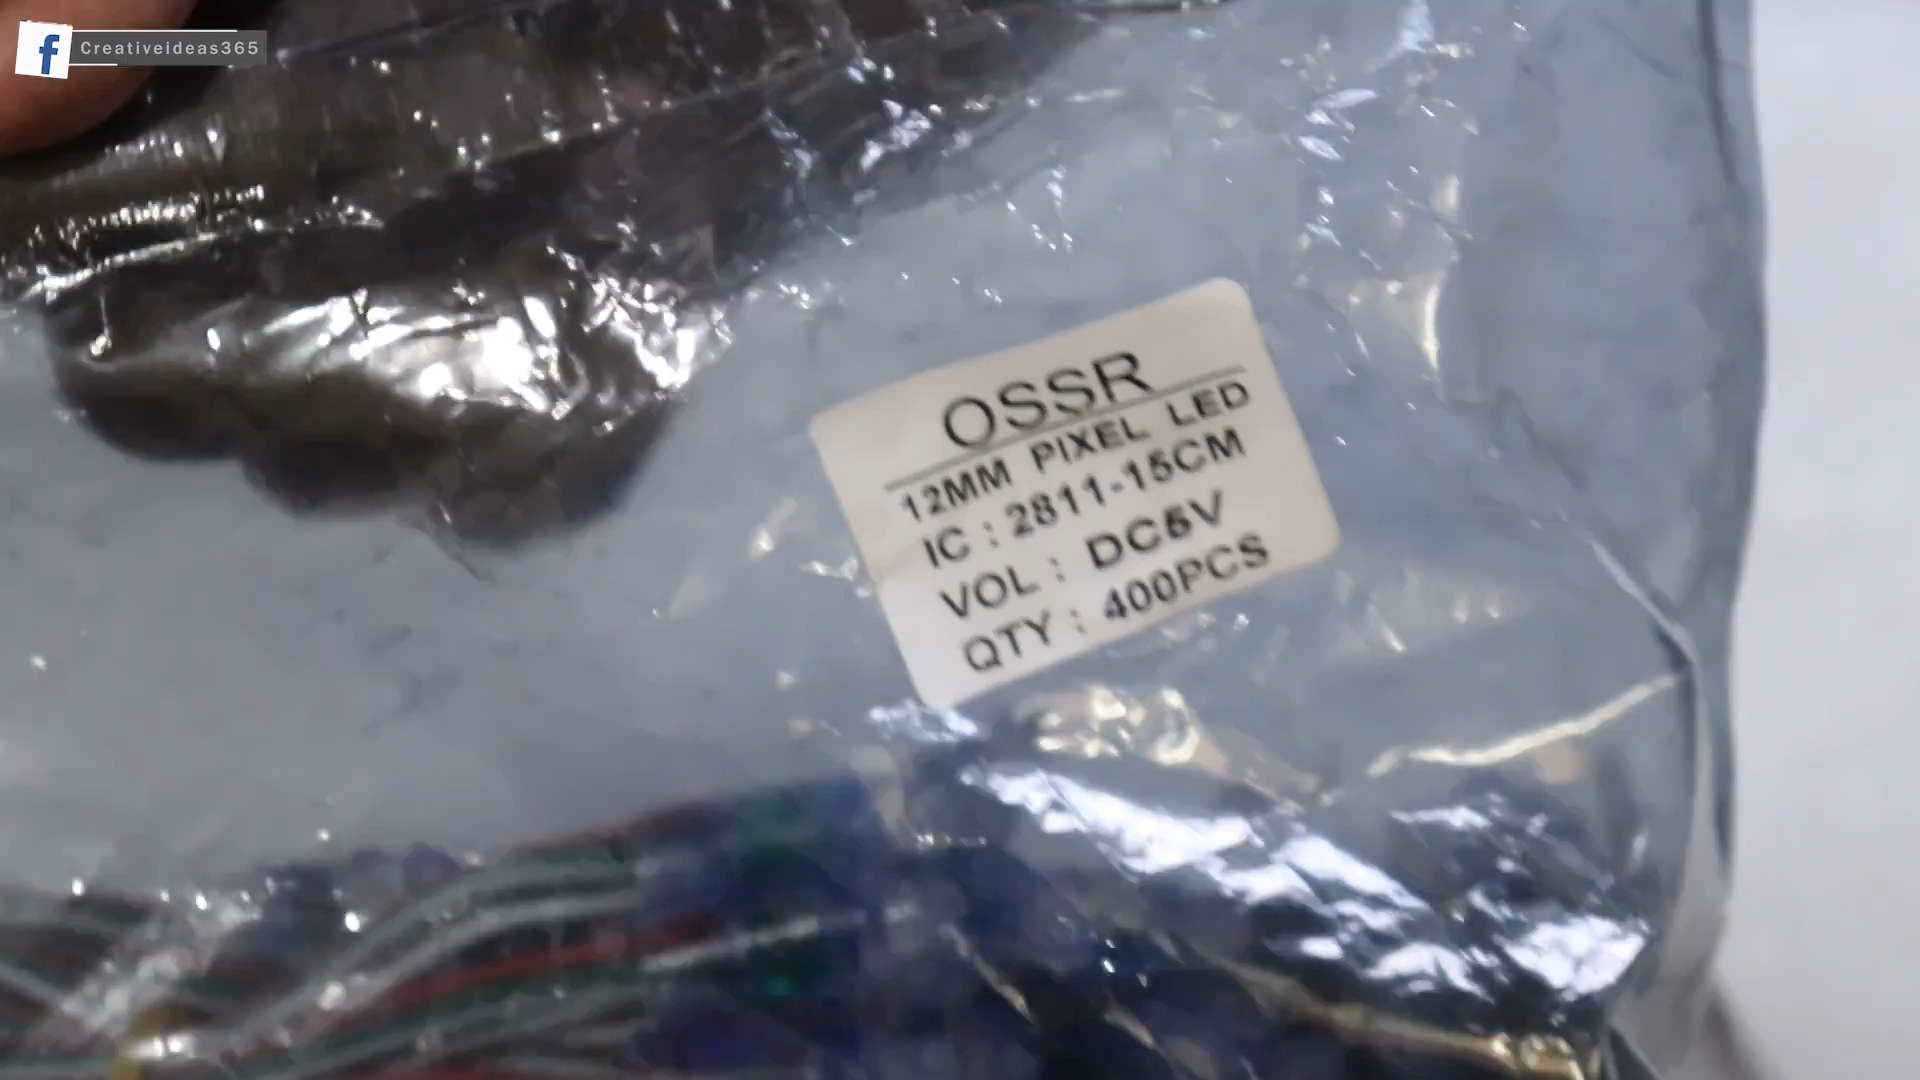 Creativeideas365
OSSR
12MM PIXEL LED
IC : 2811-15CM
VOL : DC5V
QTY : 400PCS